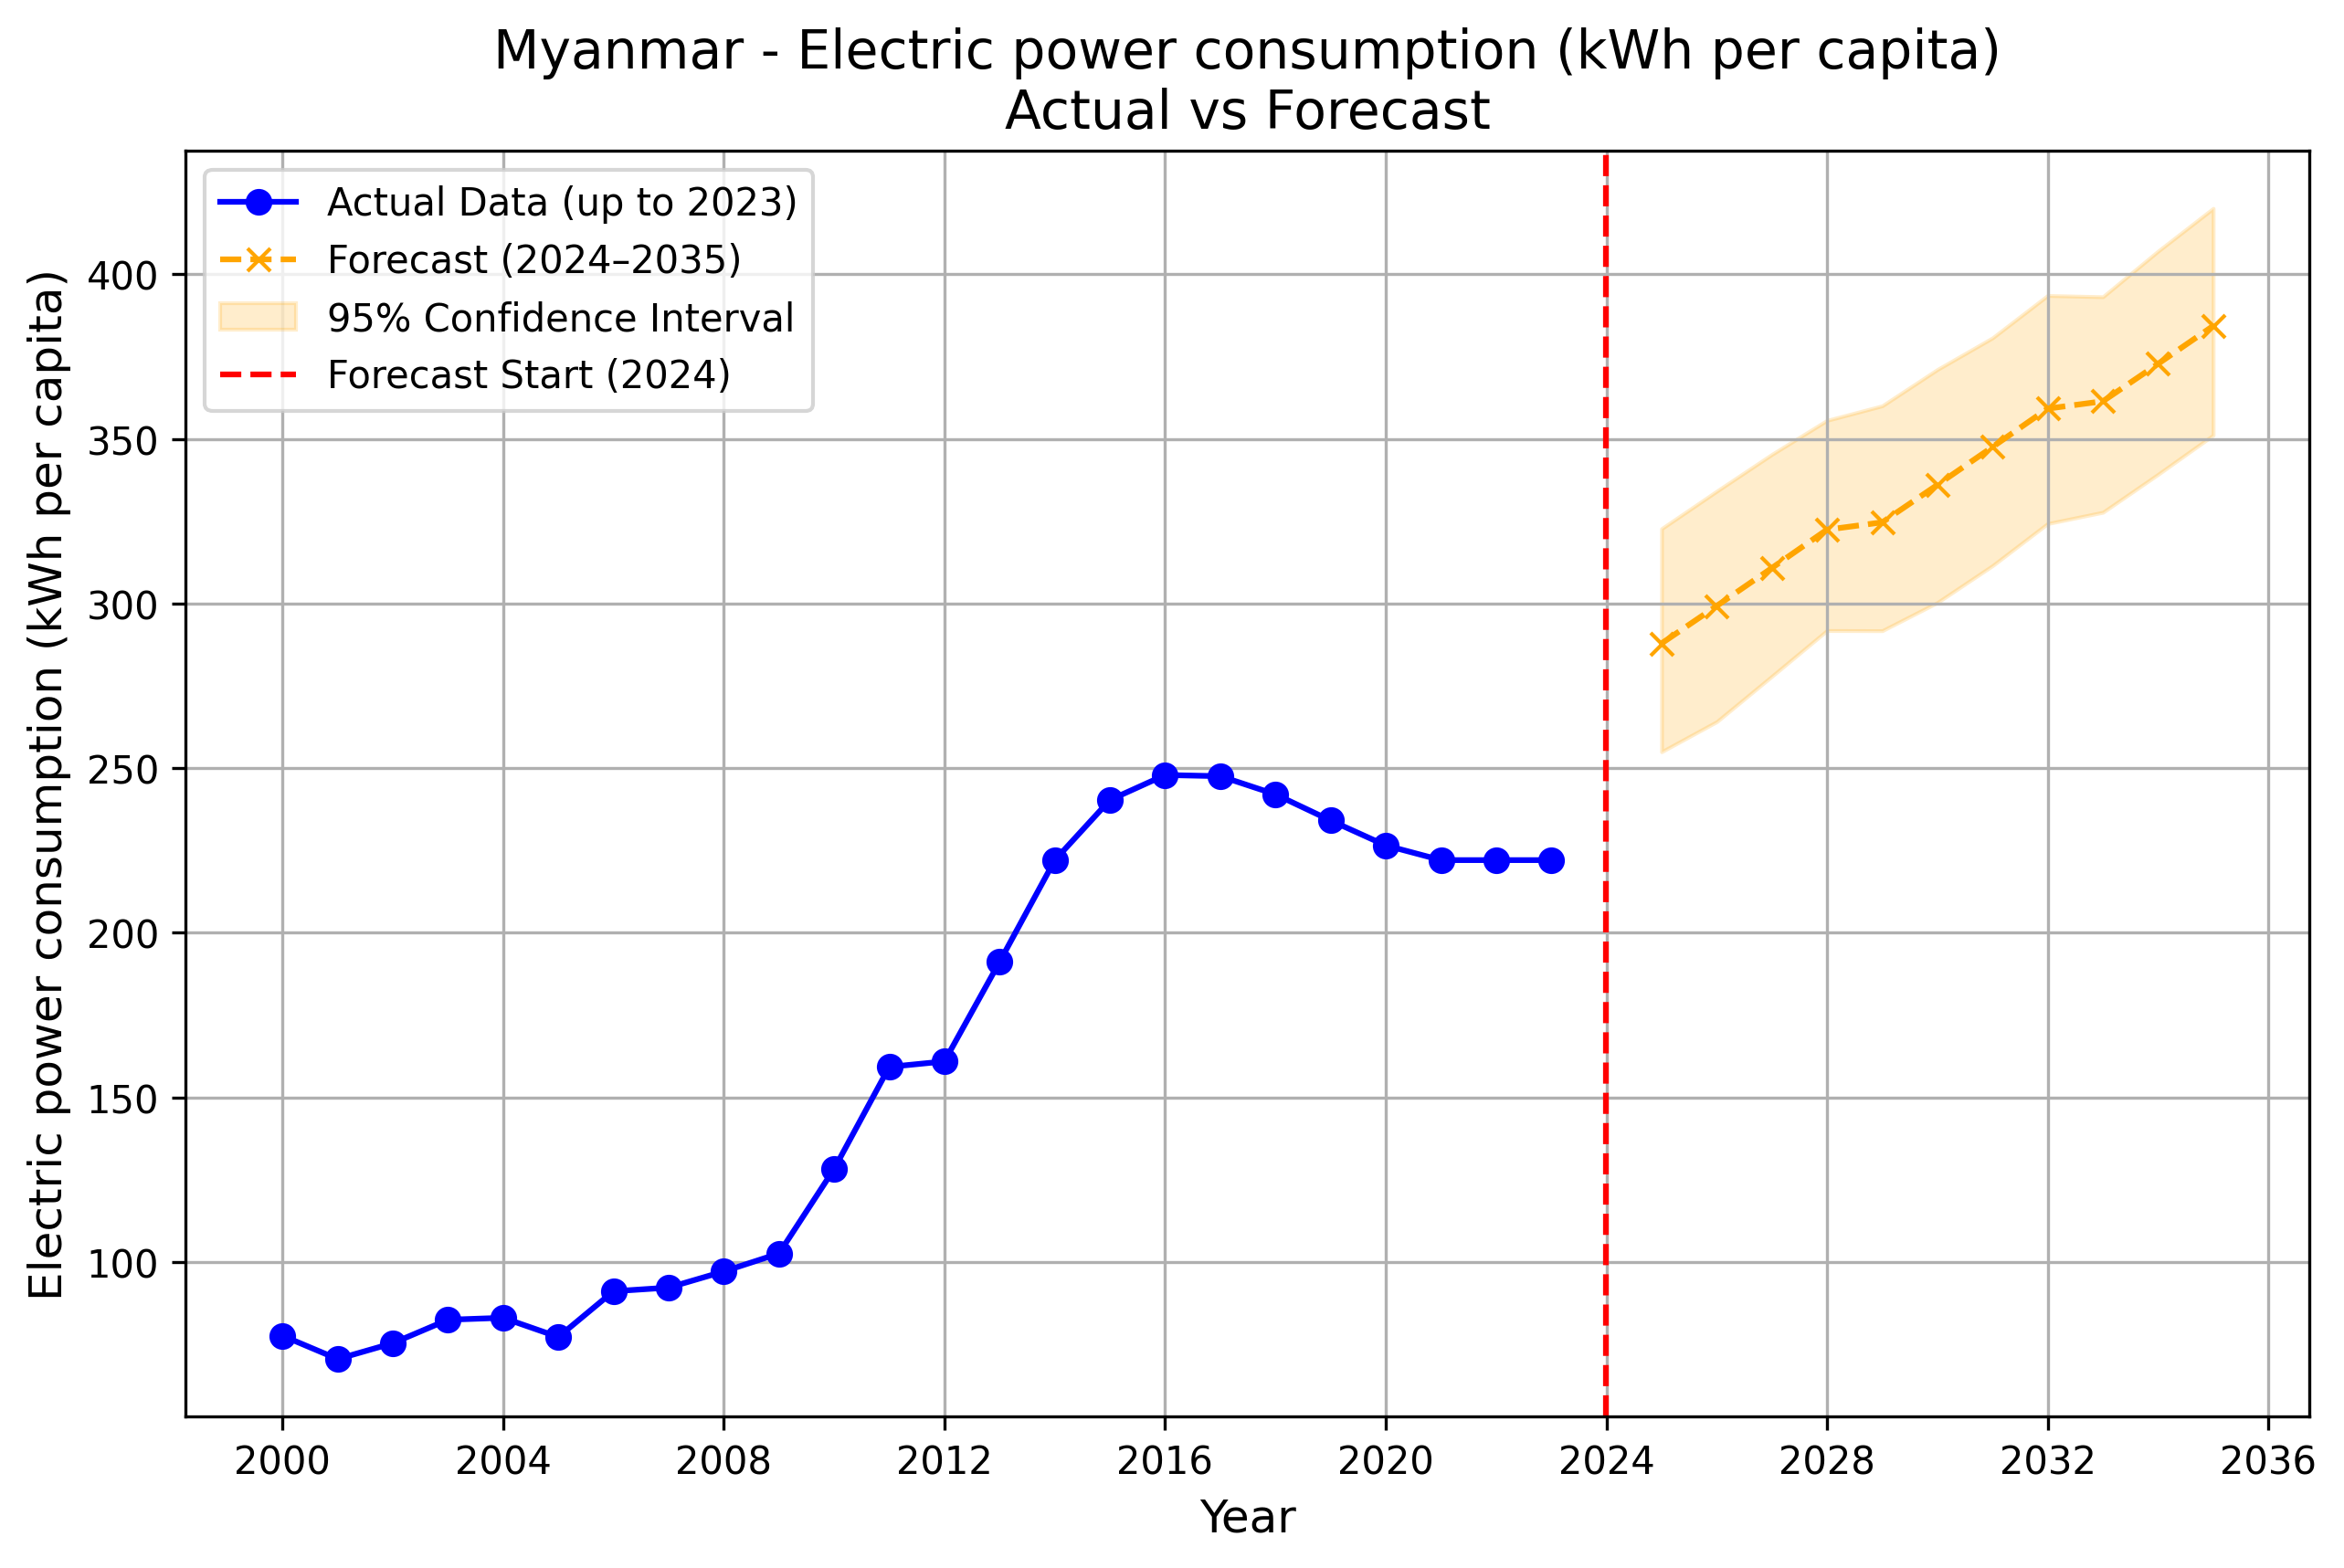 Myanmar - Electric power consumption (kWh per capita)
Actual vs Forecast
Actual Data (up to 2023)
Forecast (2024–2035)
95% Confidence Interval
Forecast Start (2024)
Electric power consumption (kWh per capita)
400
350
300
250
200
150
100
2000 2004 2008 2012 2016 2020 2024 2028 2032 2036
Year